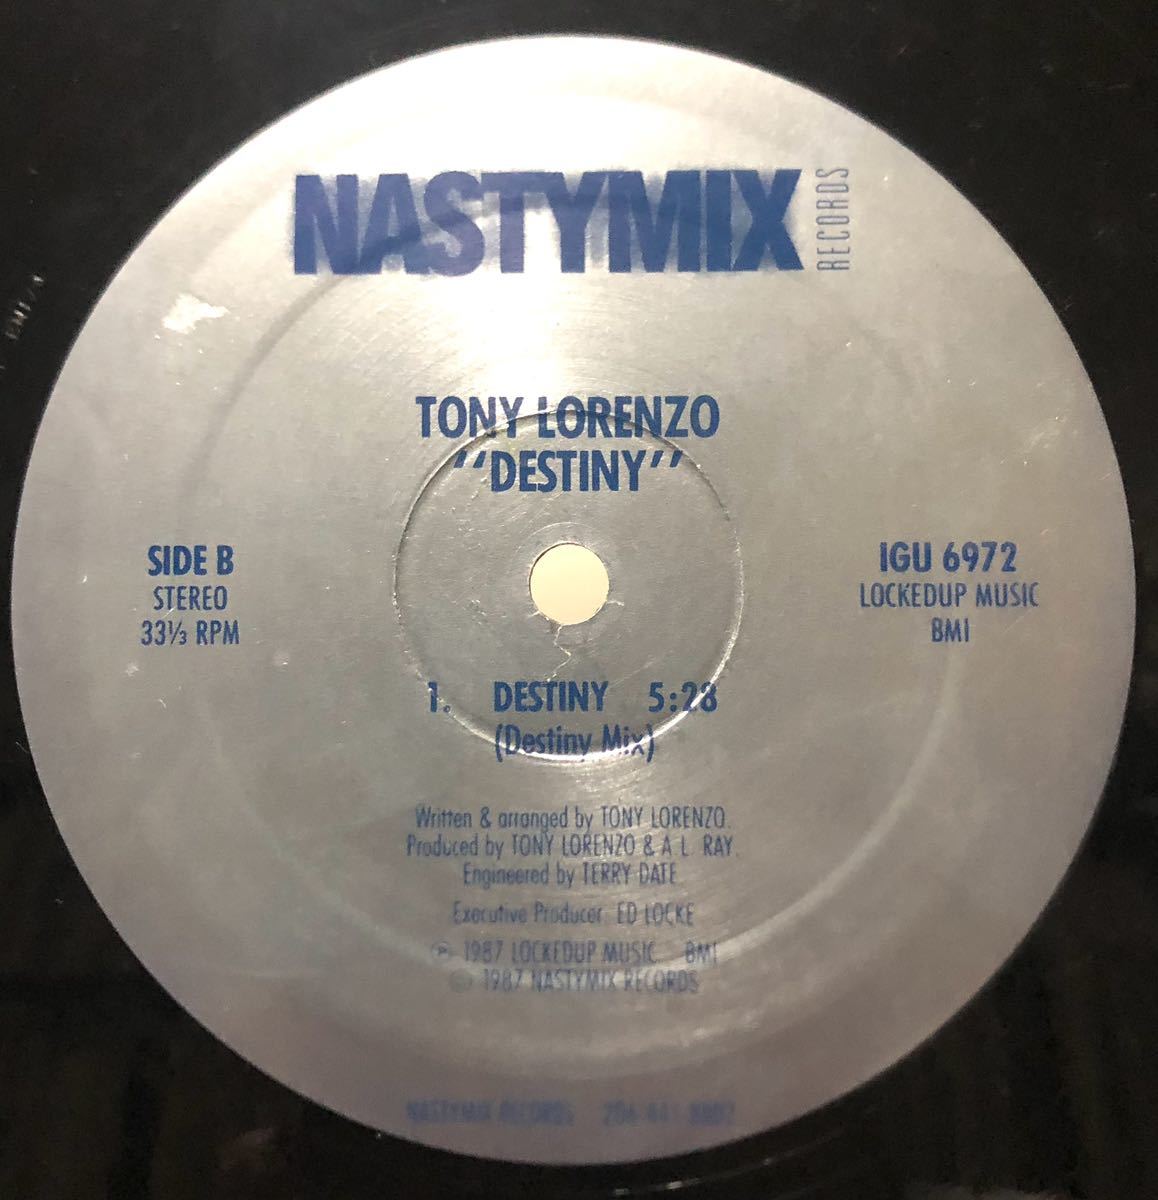 NASTYMIX RECORDS
TONY LORENZO
"DESTINY"
SIDE B
STEREO
33⅓ RPM
IGU 6972
LOCKEDUP MUSIC
BMI
1. DESTINY 5:28
(Destiny Mix)
Written & arranged by TONY LORENZO.
Produced by TONY LORENZO & A.L. RAY.
Engineered by TERRY DATE
Executive Producer: ED LOCKE
℗ 1987 LOCKEDUP MUSIC BMI
© 1987 NASTYMIX RECORDS
NASTYMIX RECORDS 206